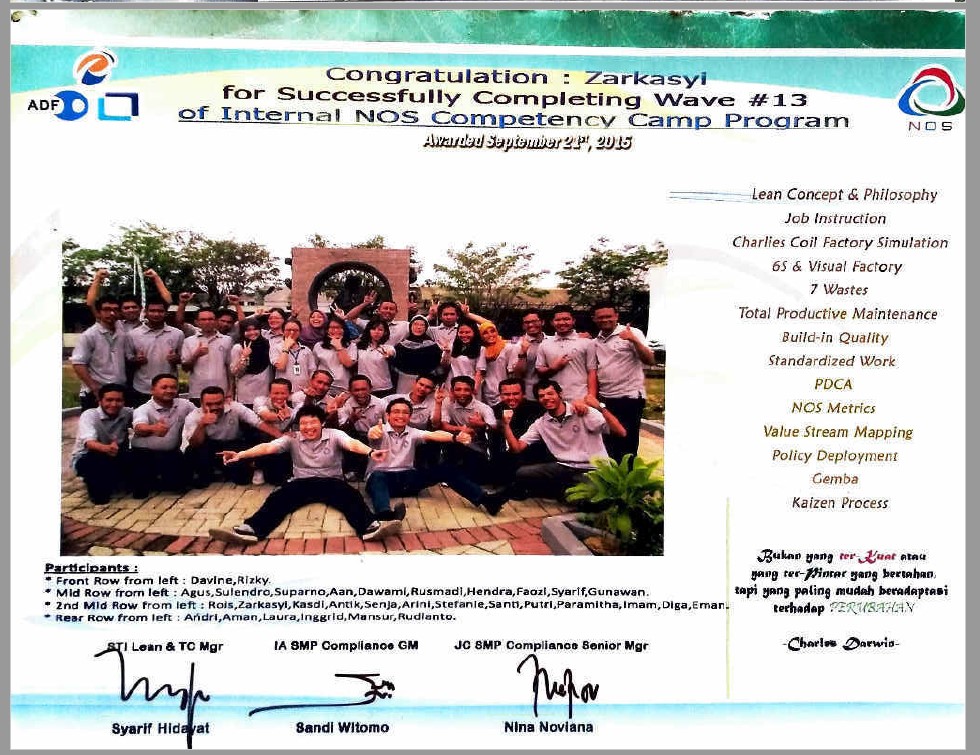 Congratulation : Zarkasyi
for Successfully Completing Wave #13
of Internal NOS Competency Camp Program
Awarded September 21st, 2015
ADF
NOS
Lean Concept & Philosophy
Job Instruction
Charlies Coil Factory Simulation
6S & Visual Factory
7 Wastes
Total Productive Maintenance
Build-in Quality
Standardized Work
PDCA
NOS Metrics
Value Stream Mapping
Policy Deployment
Gemba
Kaizen Process
Bukan yang ter-Kuat atau
yang ter-Pintar yang bertahan,
tapi yang paling mudah beradaptasi
terhadap PERUBAHAN
-Charles Darwis-
Participants :
* Front Row from left : Davine,Rizky.
* Mid Row from left : Agus,Sulendro,Suparno,Aan,Dawami,Rusmadi,Hendra,Faozi,Syarif,Gunawan.
* 2nd Mid Row from left : Rois,Zarkasyi,Kasdi,Antik,Senja,Arini,Stefanie,Santi,Putri,Paramitha,Imam,Diga,Eman.
* Rear Row from left : Andri,Aman,Laura,Inggrid,Mansur,Rudianto.
STI Lean & TC Mgr
IA SMP Compliance GM
JC SMP Compliance Senior Mgr
Syarif Hidayat
Sandi Witomo
Nina Noviana